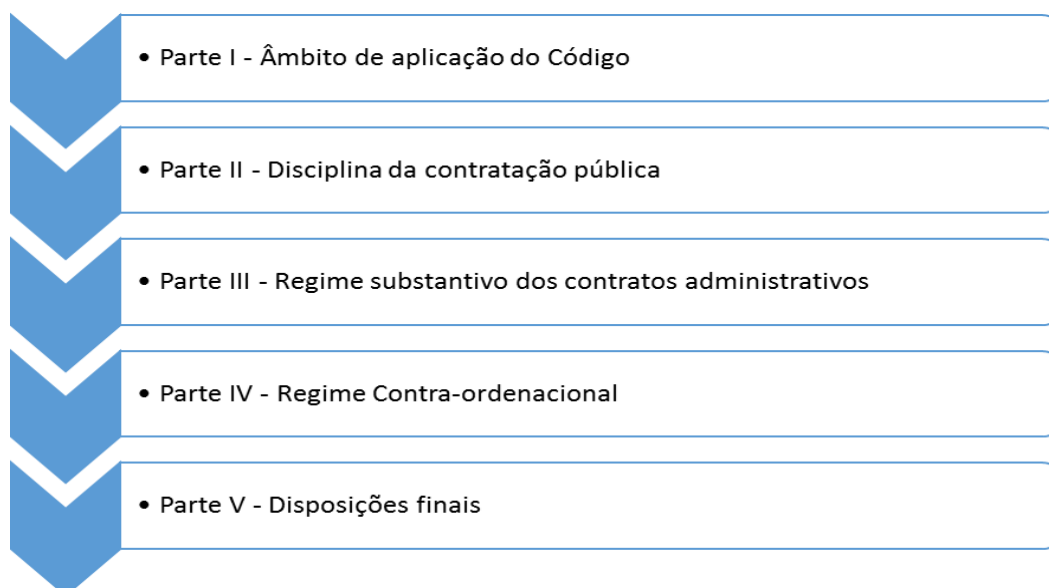 • Parte I - Âmbito de aplicação do Código
• Parte II - Disciplina da contratação pública
• Parte III - Regime substantivo dos contratos administrativos
• Parte IV - Regime Contra-ordenacional
• Parte V - Disposições finais